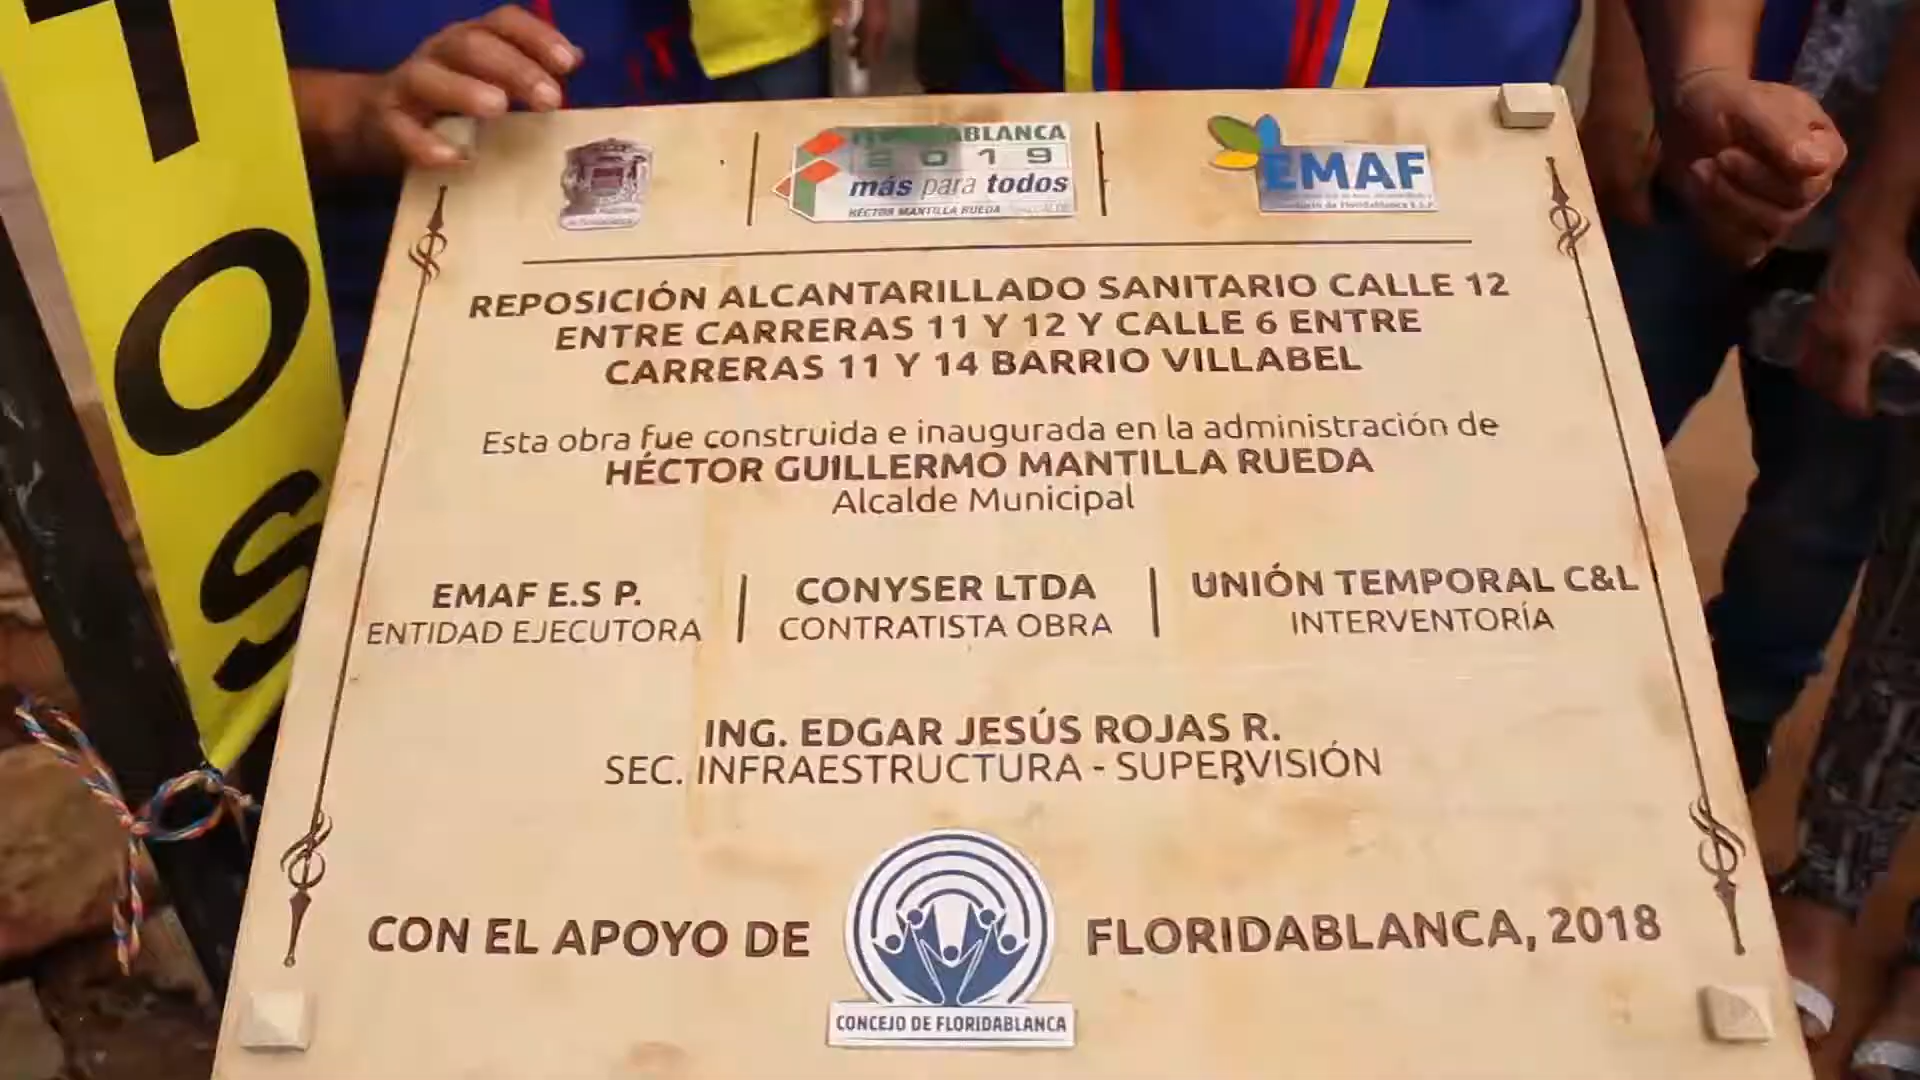 TOS
ABLANCA
2019
más para todos
HÉCTOR MANTILLA RUEDA
EMAF
REPOSICIÓN ALCANTARILLADO SANITARIO CALLE 12
ENTRE CARRERAS 11 Y 12 Y CALLE 6 ENTRE
CARRERAS 11 Y 14 BARRIO VILLABEL
Esta obra fue construida e inaugurada en la administración de
HÉCTOR GUILLERMO MANTILLA RUEDA
Alcalde Municipal
EMAF E.S P.
ENTIDAD EJECUTORA
CONYSER LTDA
CONTRATISTA OBRA
UNIÓN TEMPORAL C&L
INTERVENTORÍA
ING. EDGAR JESÚS ROJAS R.
SEC. INFRAESTRUCTURA - SUPERVISIÓN
CON EL APOYO DE
CONCEJO DE FLORIDABLANCA
FLORIDABLANCA, 2018